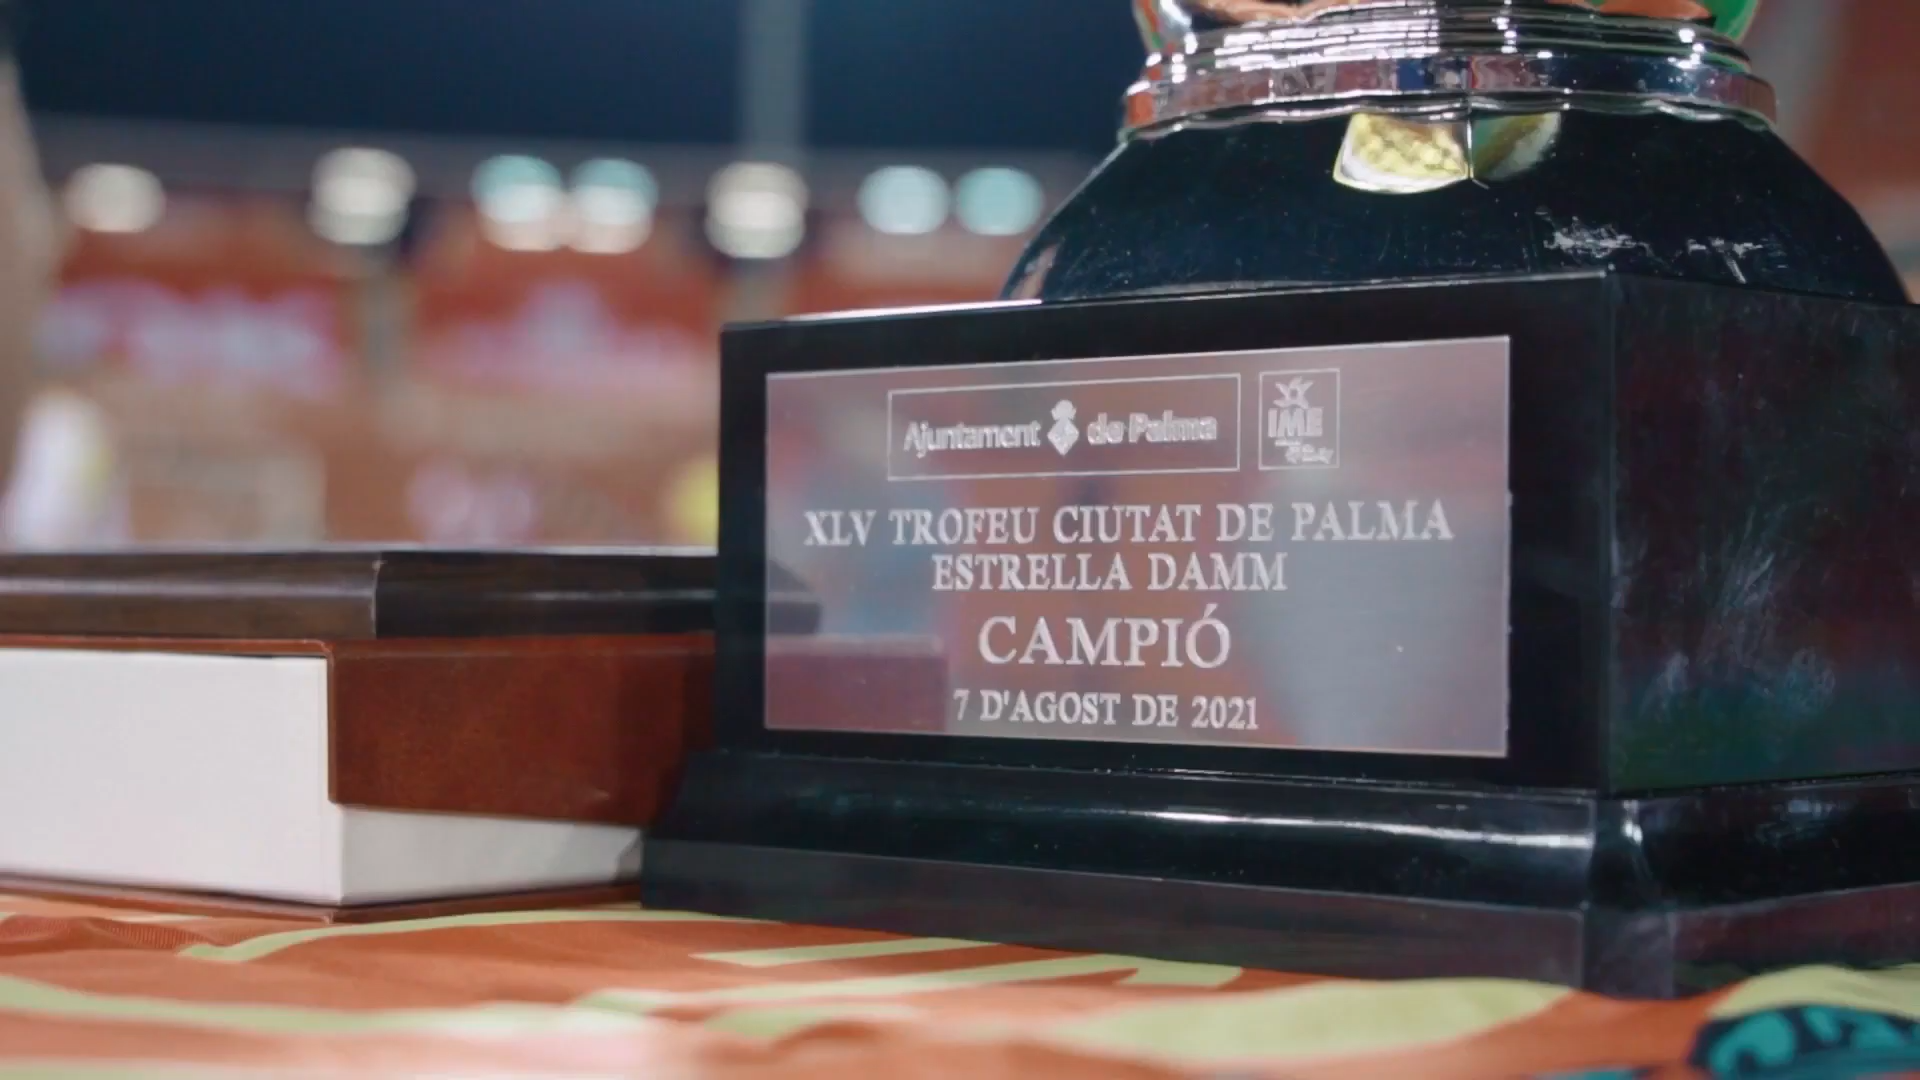 Ajuntament de Palma
IME
XLV TROFEU CIUTAT DE PALMA
ESTRELLA DAMM
CAMPIÓ
7 D'AGOST DE 2021